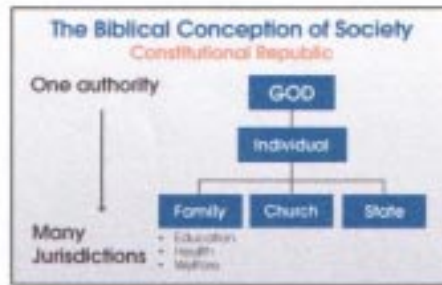 The Biblical Conception of Society
Constitutional Republic
One authority
GOD
Individual
Family Church State
Many
Jurisdictions
• Education
• Health
• Welfare